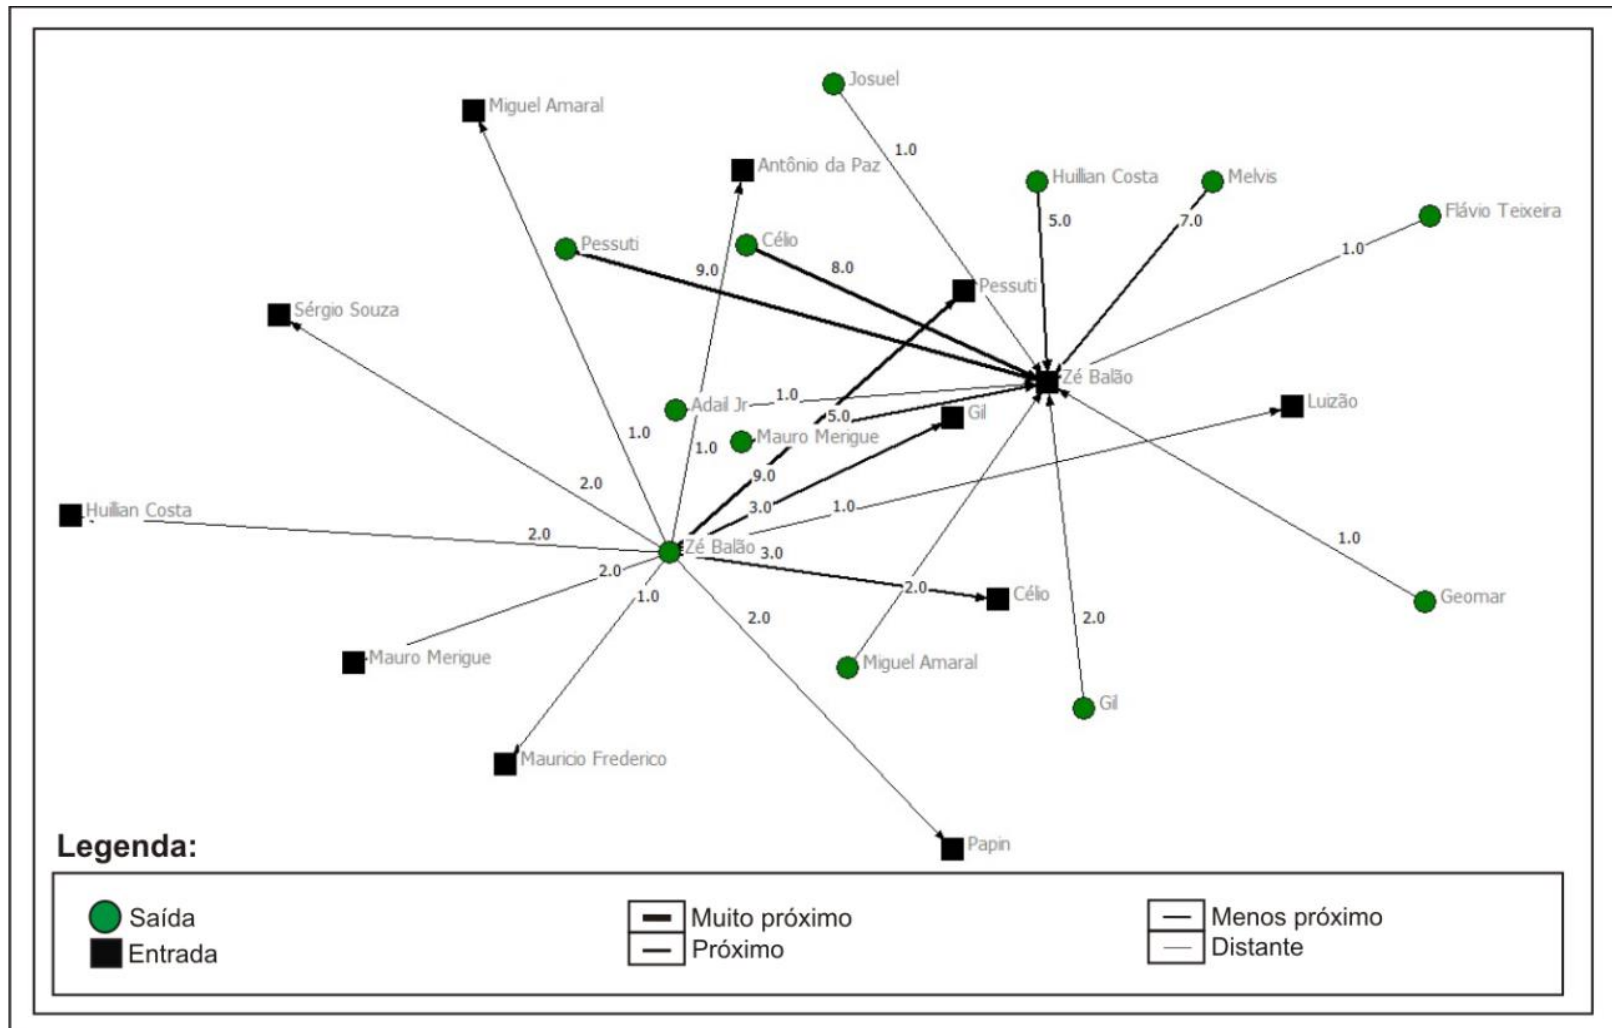 Josuel
Miguel Amaral
1.0
Antônio da Paz
Huillian Costa
Melvis
Flávio Teixeira
5.0
7.0
Pessuti
Célio
1.0
9.0
8.0
Pessuti
Sérgio Souza
Zé Balão
Adail Jr
1.0
Luizão
5.0
Gil
1.0
1.0
Mauro Merigue
9.0
2.0
3.0
1.0
Huillian Costa
2.0
Zé Balão
3.0
1.0
2.0
1.0
2.0
Célio
Geomar
2.0
2.0
Mauro Merigue
Miguel Amaral
Gil
Mauricio Frederico
Papin
Legenda:
Saída
Muito próximo
Menos próximo
Entrada
Próximo
Distante